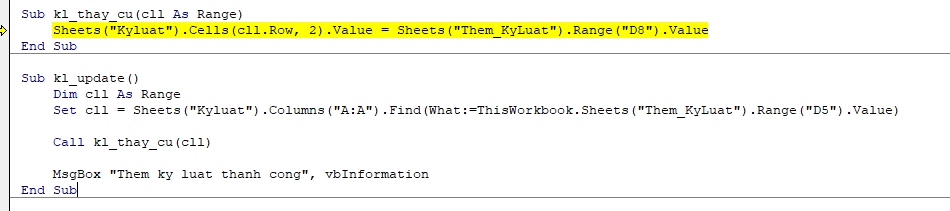 Sub kl_thay_cu(cll As Range)
    Sheets("Kyluat").Cells(cll.Row, 2).Value = Sheets("Them_KyLuat").Range("D8").Value
End Sub
Sub kl_update()
    Dim cll As Range
    Set cll = Sheets("Kyluat").Columns("A:A").Find(What:=ThisWorkbook.Sheets("Them_KyLuat").Range("D5").Value)
    Call kl_thay_cu(cll)
    MsgBox "Them ky luat thanh cong", vbInformation
End Sub